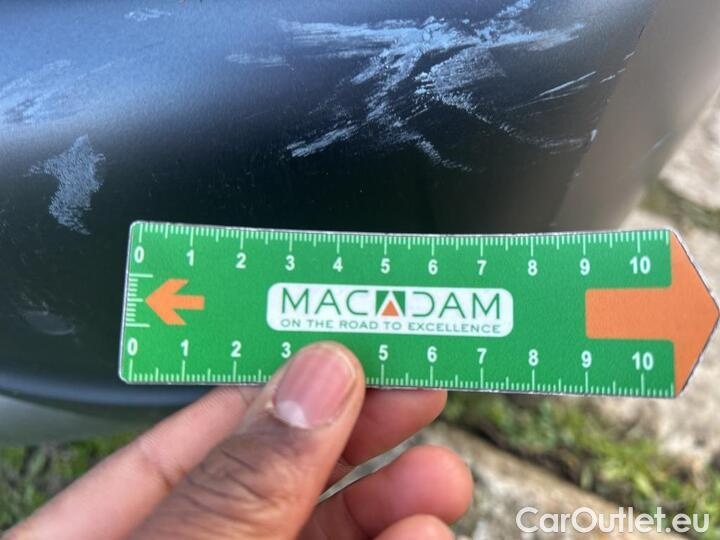 0 1 2 3 4 5 6 7 8 9 10
MACADAM
ON THE ROAD TO EXCELLENCE
0 1 2 3 5 6 7 8 9 10
CarOutlet.eu